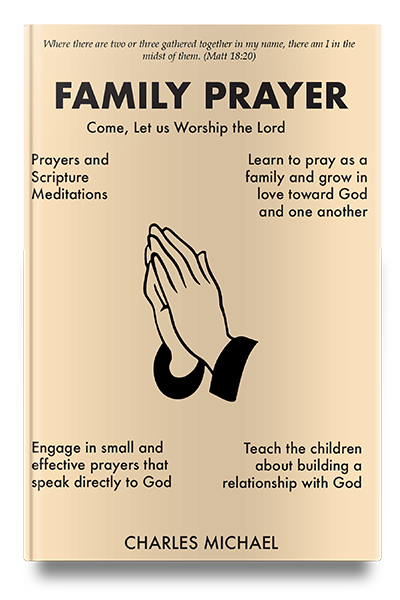 Where there are two or three gathered together in my name, there am I in the
midst of them. (Matt 18:20)
FAMILY PRAYER
Come, Let us Worship the Lord
Prayers and
Scripture
Meditations
Learn to pray as a
family and grow in
love toward God
and one another
Engage in small and
effective prayers that
speak directly to God
Teach the children
about building a
relationship with God
CHARLES MICHAEL